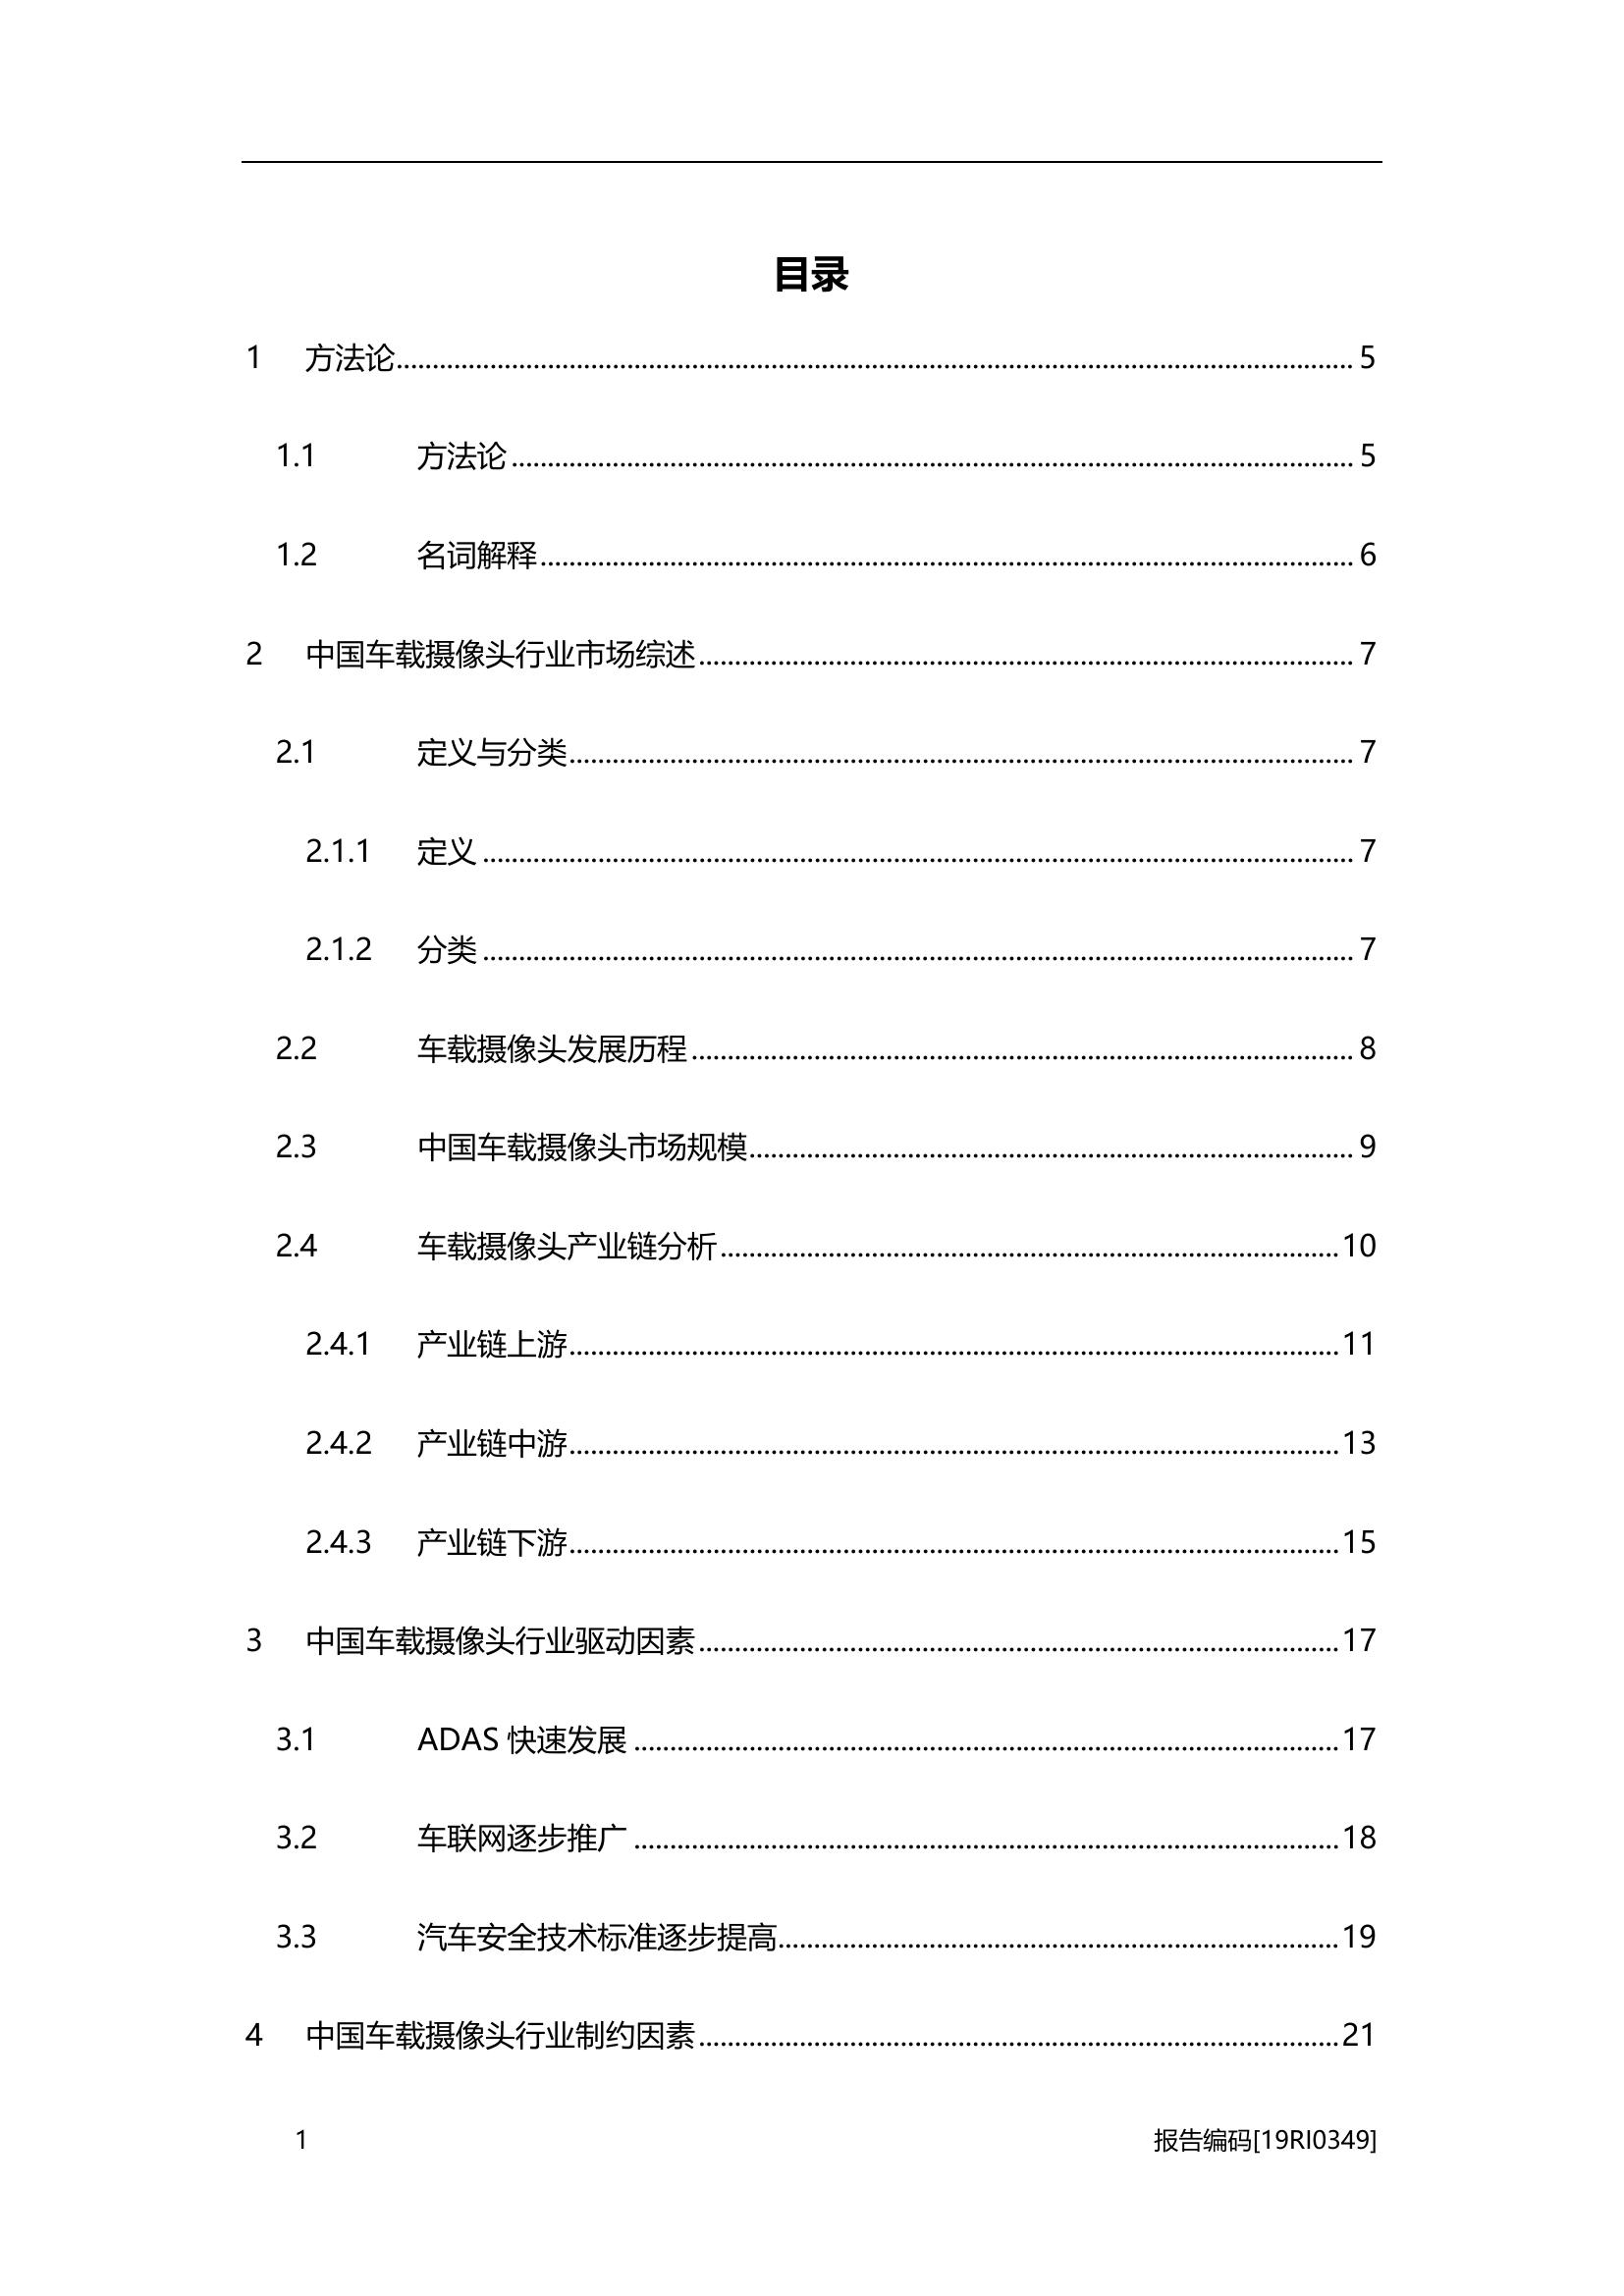 目录
1 方法论........ 5
1.1 方法论........ 5
1.2 名词解释........ 6
2 中国车载摄像头行业市场综述........ 7
2.1 定义与分类........ 7
2.1.1 定义........ 7
2.1.2 分类........ 7
2.2 车载摄像头发展历程........ 8
2.3 中国车载摄像头市场规模........ 9
2.4 车载摄像头产业链分析........ 10
2.4.1 产业链上游........ 11
2.4.2 产业链中游........ 13
2.4.3 产业链下游........ 15
3 中国车载摄像头行业驱动因素........ 17
3.1 ADAS 快速发展........ 17
3.2 车联网逐步推广........ 18
3.3 汽车安全技术标准逐步提高........ 19
4 中国车载摄像头行业制约因素........ 21
1 报告编码[19RI0349]